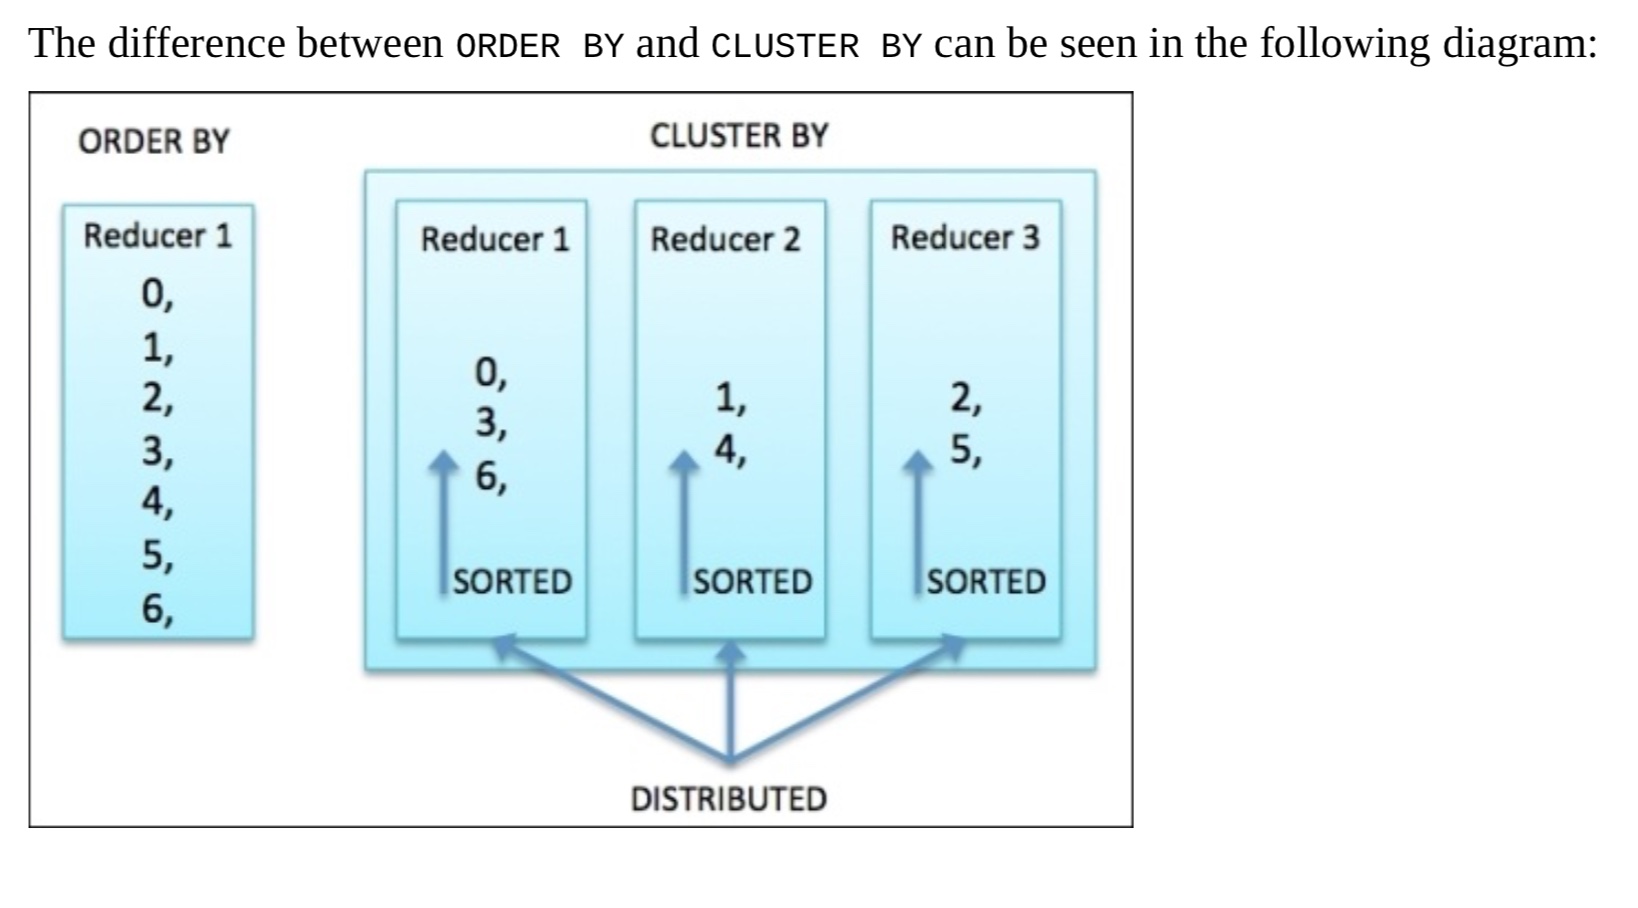 The difference between ORDER BY and CLUSTER BY can be seen in the following diagram:
ORDER BY
Reducer 1
0,
1,
2,
3,
4,
5,
6,
CLUSTER BY
Reducer 1
0,
3,
6,
SORTED
Reducer 2
1,
4,
SORTED
Reducer 3
2,
5,
SORTED
DISTRIBUTED